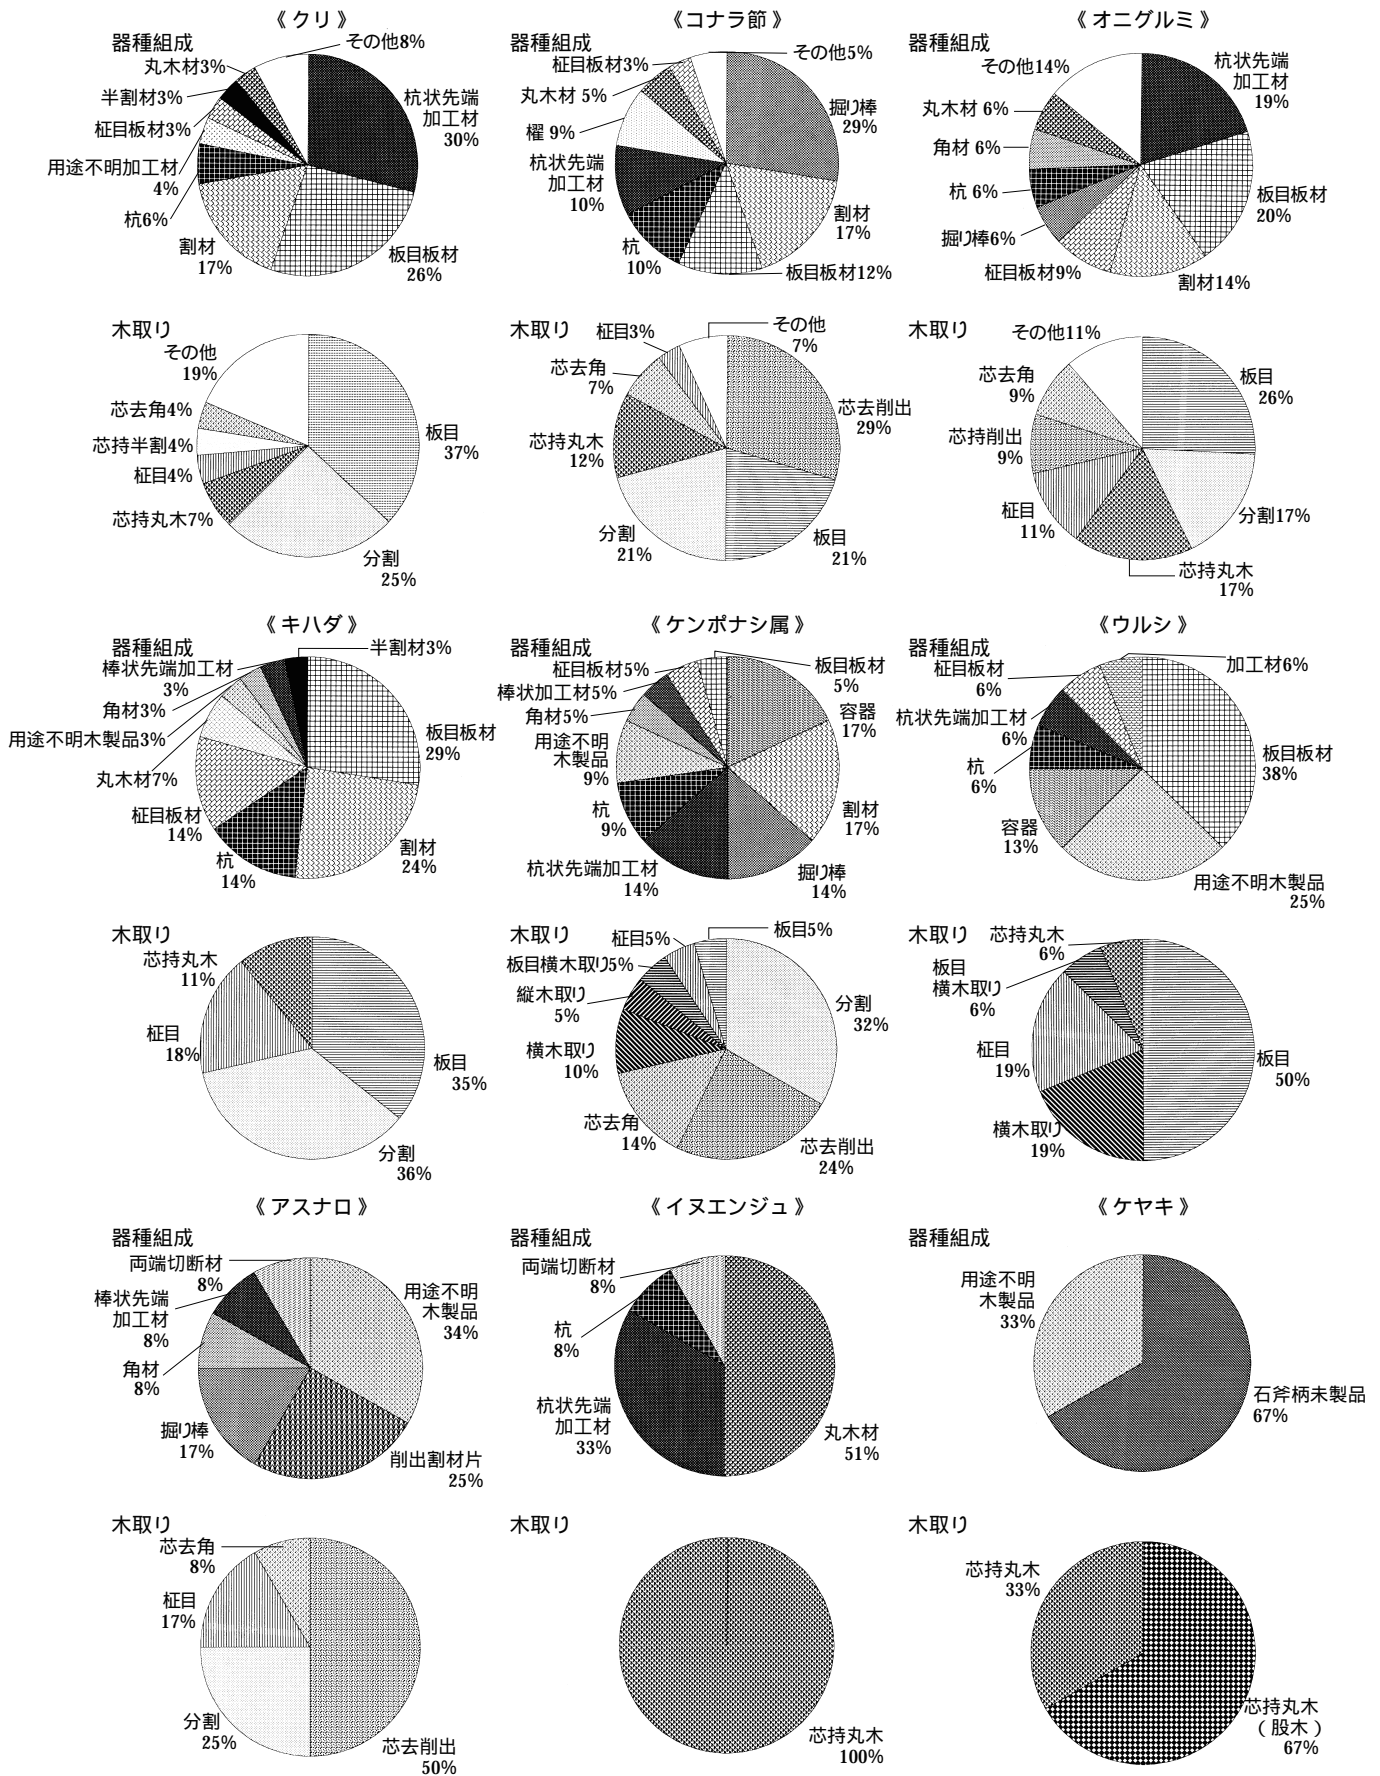 《 クリ 》
器種組成
その他8%
丸木材3%
半割材3%
柾目板材3%
用途不明加工材
4%
杭6%
割材
17%
杭状先端
加工材
30%
板目板材
26%
木取り
その他
19%
芯去角4%
芯持半割4%
柾目4%
芯持丸木7%
板目
37%
分割
25%
《コナラ節 》
器種組成
柾目板材3%
その他5%
丸木材 5%
櫂 9%
杭状先端
加工材
10%
杭
10%
掘り棒
29%
割材
17%
板目板材12%
木取り
柾目3%
その他
7%
芯去角
7%
芯持丸木
12%
分割
21%
芯去削出
29%
板目
21%
《 オニグルミ 》
器種組成
その他14%
丸木材 6%
角材 6%
杭 6%
掘り棒6%
柾目板材9%
杭状先端
加工材
19%
板目板材
20%
割材14%
木取り
その他11%
芯去角
9%
芯持削出
9%
柾目
11%
板目
26%
分割17%
芯持丸木
17%
《 キハダ 》
器種組成
半割材3%
棒状先端加工材
3%
角材3%
用途不明木製品3%
丸木材7%
柾目板材
14%
杭
14%
板目板材
29%
割材
24%
木取り
芯持丸木
11%
柾目
18%
板目
35%
分割
36%
《 ケンポナシ属 》
器種組成
柾目板材5%
棒状加工材5%
角材5%
用途不明
木製品
9%
杭
9%
杭状先端加工材
14%
板目板材
5%
容器
17%
割材
17%
掘り棒
14%
木取り
柾目5%
板目5%
板目横木取り5%
縦木取り
5%
横木取り
10%
芯去角
14%
分割
32%
芯去削出
24%
《ウルシ 》
器種組成
柾目板材
6%
加工材6%
杭状先端加工材
6%
杭
6%
容器
13%
板目板材
38%
用途不明木製品
25%
木取り
芯持丸木
6%
板目
横木取り
6%
柾目
19%
横木取り
19%
板目
50%
《 アスナロ 》
器種組成
両端切断材
8%
棒状先端
加工材
8%
角材
8%
掘り棒
17%
用途不明
木製品
34%
削出割材片
25%
木取り
芯去角
8%
柾目
17%
分割
25%
芯去削出
50%
《 イヌエンジュ 》
器種組成
両端切断材
8%
杭
8%
杭状先端
加工材
33%
丸木材
51%
木取り
芯持丸木
100%
《 ケヤキ 》
器種組成
用途不明
木製品
33%
石斧柄未製品
67%
木取り
芯持丸木
33%
芯持丸木
( 股木 )
67%